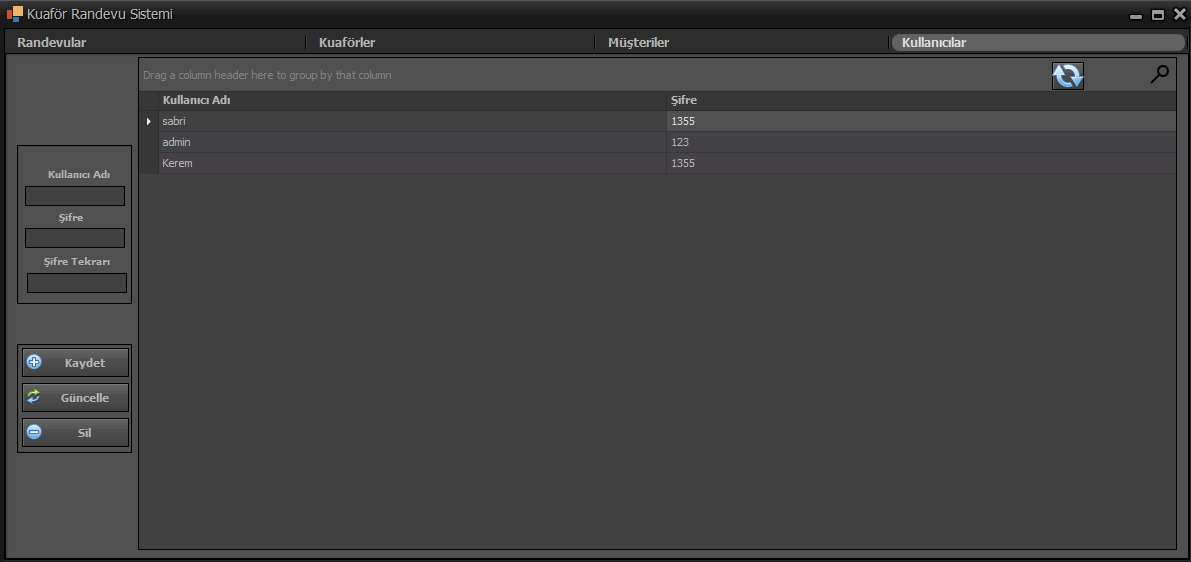 Kuaför Randevu Sistemi
Randevular Kuaförler Müşteriler Kullanıcılar
Drag a column header here to group by that column
Kullanıcı Adı Şifre
sabri 1355
admin 123
Kerem 1355
Kullanıcı Adı
Şifre
Şifre Tekrarı
Kaydet
Güncelle
Sil